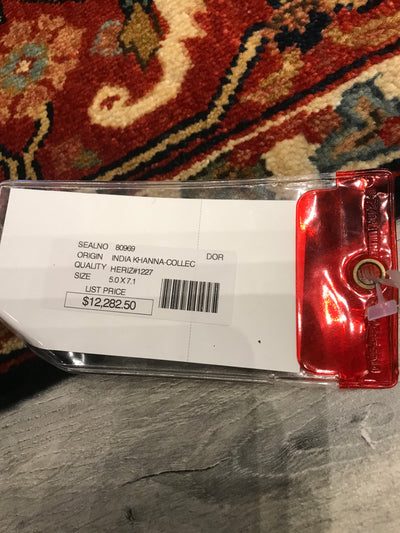 SEALNO 80969
ORIGIN INDIA KHANNA-COLLEC DOR
QUALITY HERIZ#1227
SIZE 5.0 X 7.1
LIST PRICE
$12,282.50